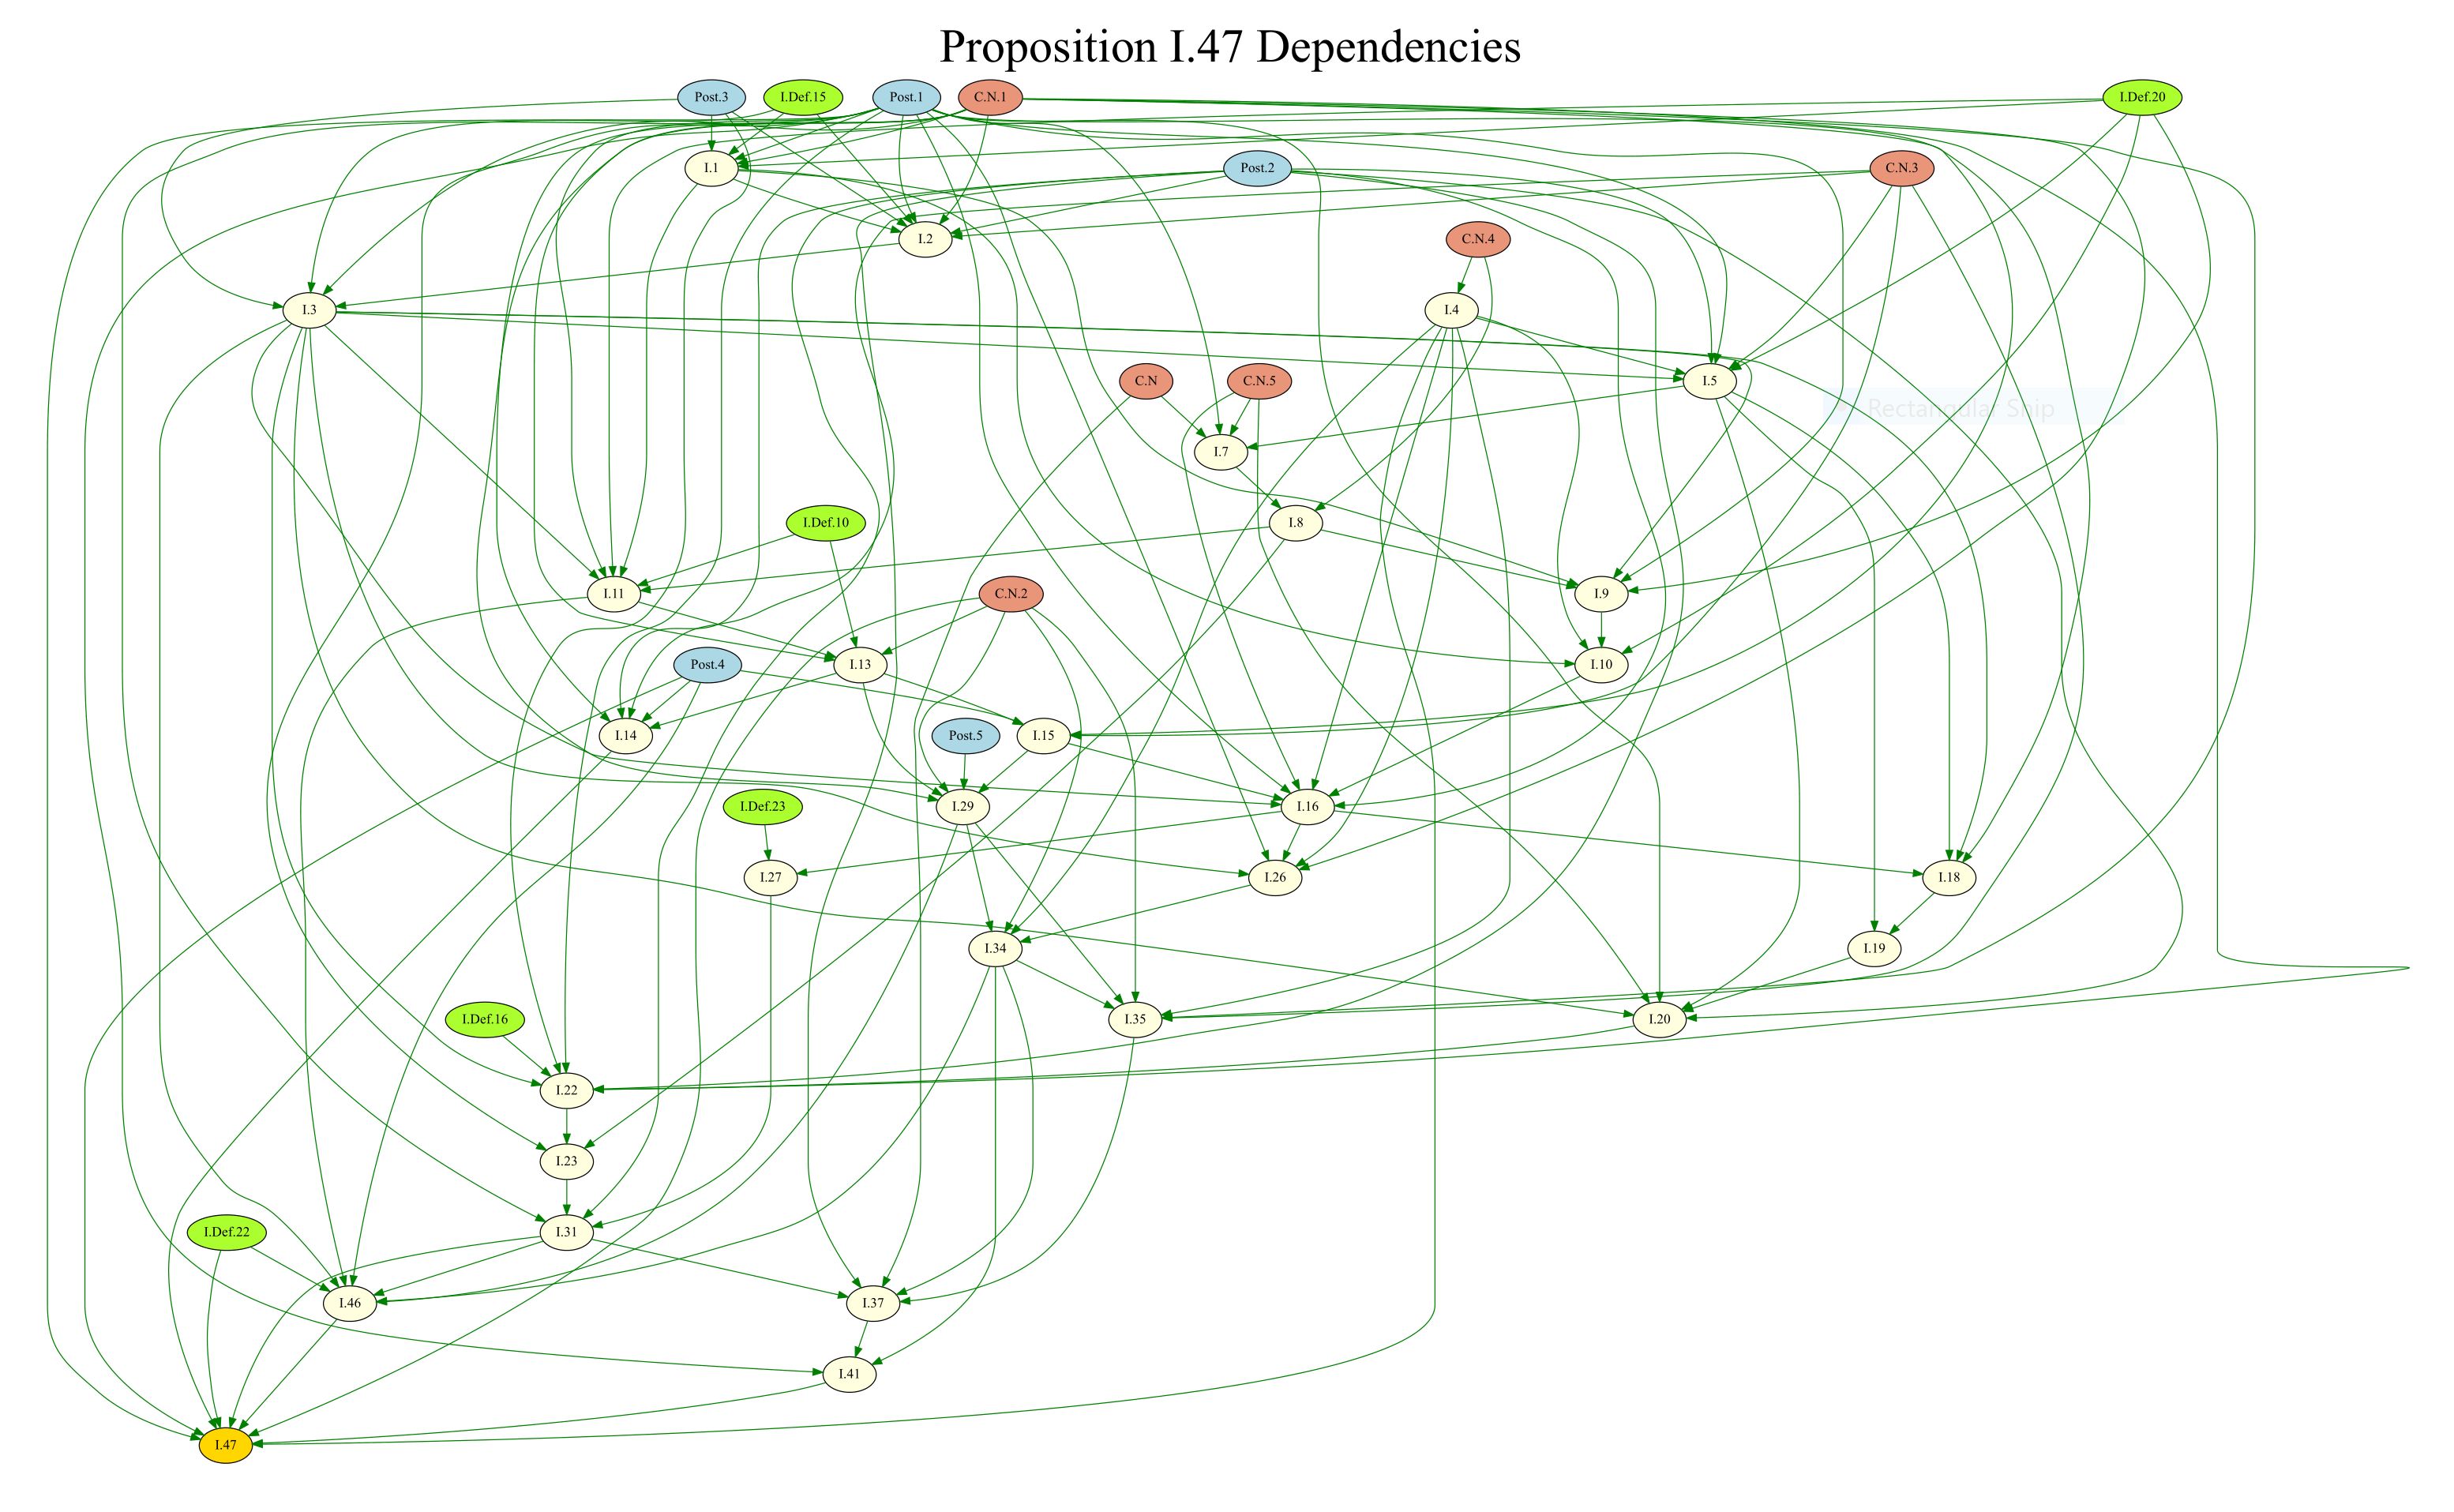 Proposition I.47 Dependencies
Post.3
I.Def.15
Post.1
C.N.1
I.Def.20
I.1
Post.2
C.N.3
I.2
C.N.4
I.3
I.4
C.N
C.N.5
I.5
Rectangular Snip
I.7
I.Def.10
I.8
I.11
C.N.2
I.9
Post.4
I.13
I.10
I.14
Post.5
I.15
I.Def.23
I.29
I.16
I.27
I.26
I.18
I.34
I.19
I.Def.16
I.35
I.20
I.22
I.23
I.Def.22
I.31
I.46
I.37
I.41
I.47